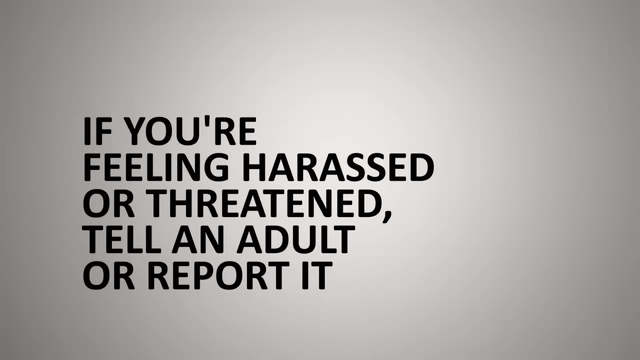 IF YOU'RE
FEELING HARASSED
OR THREATENED,
TELL AN ADULT
OR REPORT IT